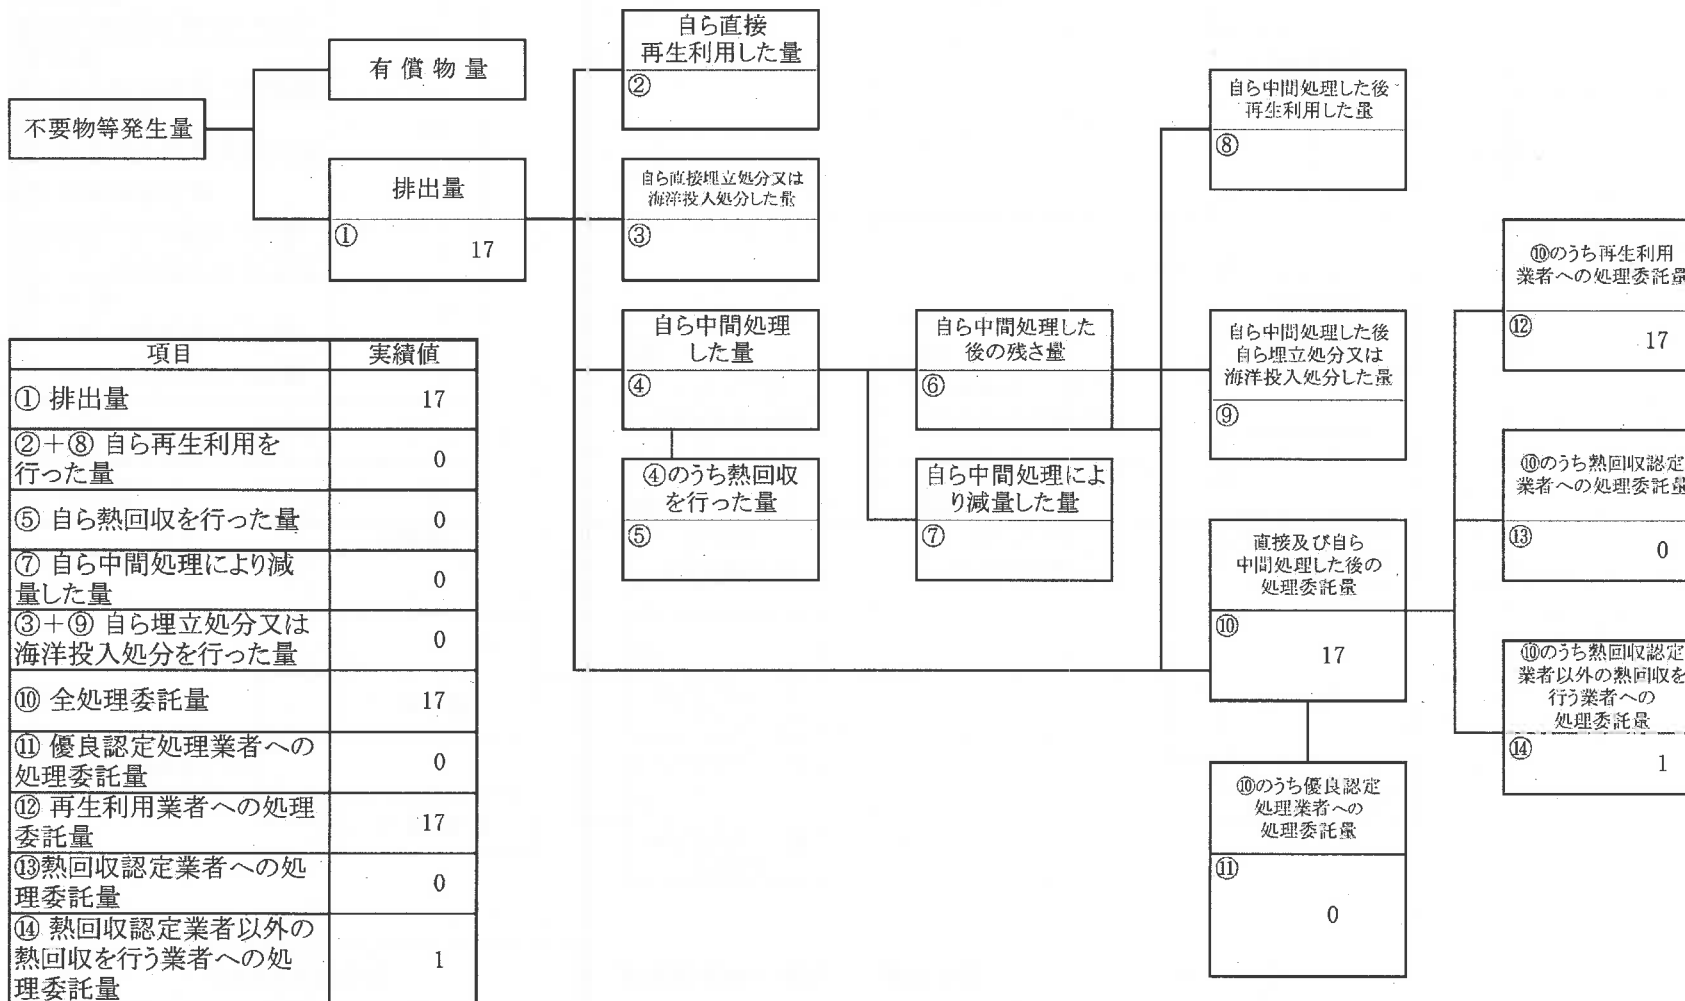 不要物等発生量
有償物量
排出量
①
17
自ら直接
再生利用した量
②
自ら直接埋立処分又は
海洋投入処分した量
③
自ら中間処理
した量
④
④のうち熱回収
を行った量
⑤
自ら中間処理した
後の残さ量
⑥
自ら中間処理によ
り減量した量
⑦
自ら中間処理した後
再生利用した量
⑧
自ら中間処理した後
自ら埋立処分又は
海洋投入処分した量
⑨
直接及び自ら
中間処理した後の
処理委託量
⑩
17
⑩のうち優良認定
処理業者への
処理委託量
⑪
0
⑩のうち再生利用
業者への処理委託量
⑫
17
⑩のうち熱回収認定
業者への処理委託量
⑬
0
⑩のうち熱回収認定
業者以外の熱回収を
行う業者への
処理委託量
⑭
1
項目 実績値
① 排出量 17
②+⑧ 自ら再生利用を
行った量 0
⑤ 自ら熱回収を行った量 0
⑦ 自ら中間処理により減
量した量 0
③+⑨ 自ら埋立処分又は
海洋投入処分を行った量 0
⑩ 全処理委託量 17
⑪ 優良認定処理業者への
処理委託量 0
⑫ 再生利用業者への処理
委託量 17
⑬熱回収認定業者への処
理委託量 0
⑭ 熱回収認定業者以外の
熱回収を行う業者への処
理委託量 1